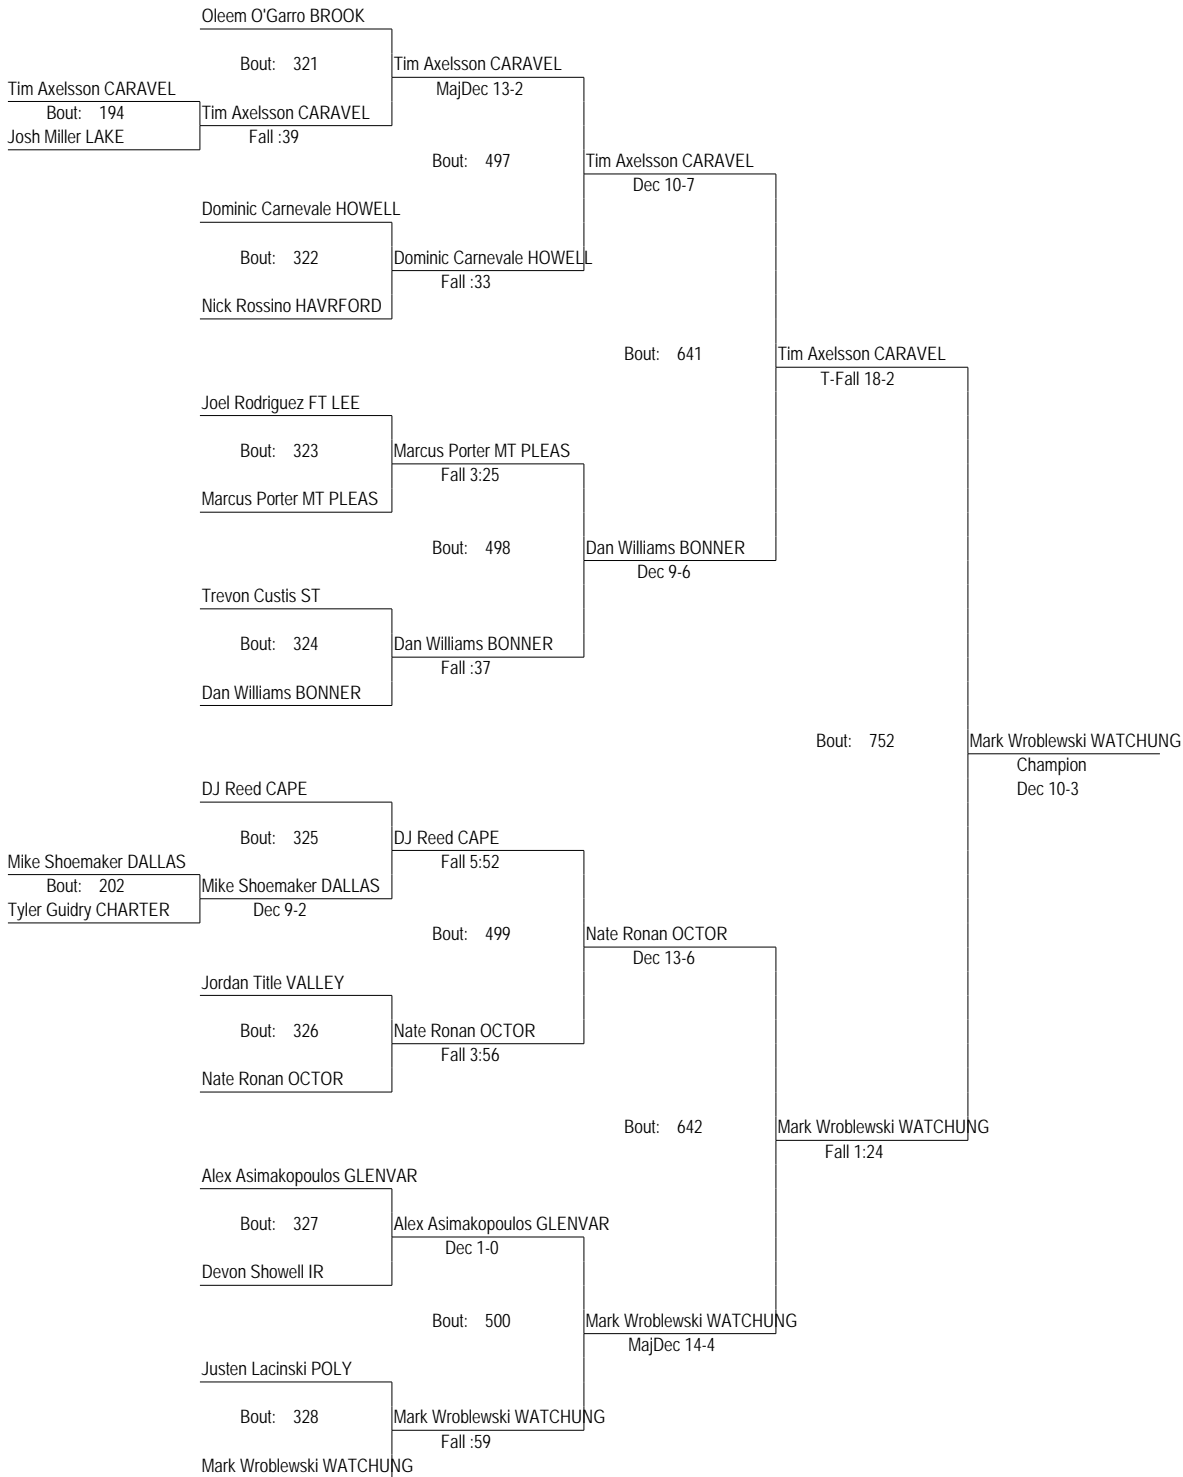 Oleem O'Garro BROOK
Bout: 321
Tim Axelsson CARAVEL
MajDec 13-2
Tim Axelsson CARAVEL
Bout: 194
Tim Axelsson CARAVEL
Josh Miller LAKE
Fall :39
Bout: 497
Tim Axelsson CARAVEL
Dec 10-7
Dominic Carnevale HOWELL
Bout: 322
Dominic Carnevale HOWELL
Fall :33
Nick Rossino HAVRFORD
Bout: 641
Tim Axelsson CARAVEL
T-Fall 18-2
Joel Rodriguez FT LEE
Bout: 323
Marcus Porter MT PLEAS
Fall 3:25
Marcus Porter MT PLEAS
Bout: 498
Dan Williams BONNER
Dec 9-6
Trevon Custis ST
Bout: 324
Dan Williams BONNER
Fall :37
Dan Williams BONNER
Bout: 752
Mark Wroblewski WATCHUNG
Champion
Dec 10-3
DJ Reed CAPE
Bout: 325
DJ Reed CAPE
Fall 5:52
Mike Shoemaker DALLAS
Bout: 202
Mike Shoemaker DALLAS
Tyler Guidry CHARTER
Dec 9-2
Bout: 499
Nate Ronan OCTOR
Dec 13-6
Jordan Title VALLEY
Bout: 326
Nate Ronan OCTOR
Fall 3:56
Nate Ronan OCTOR
Bout: 642
Mark Wroblewski WATCHUNG
Fall 1:24
Alex Asimakopoulos GLENVAR
Bout: 327
Alex Asimakopoulos GLENVAR
Dec 1-0
Devon Showell IR
Bout: 500
Mark Wroblewski WATCHUNG
MajDec 14-4
Justen Lacinski POLY
Bout: 328
Mark Wroblewski WATCHUNG
Fall :59
Mark Wroblewski WATCHUNG